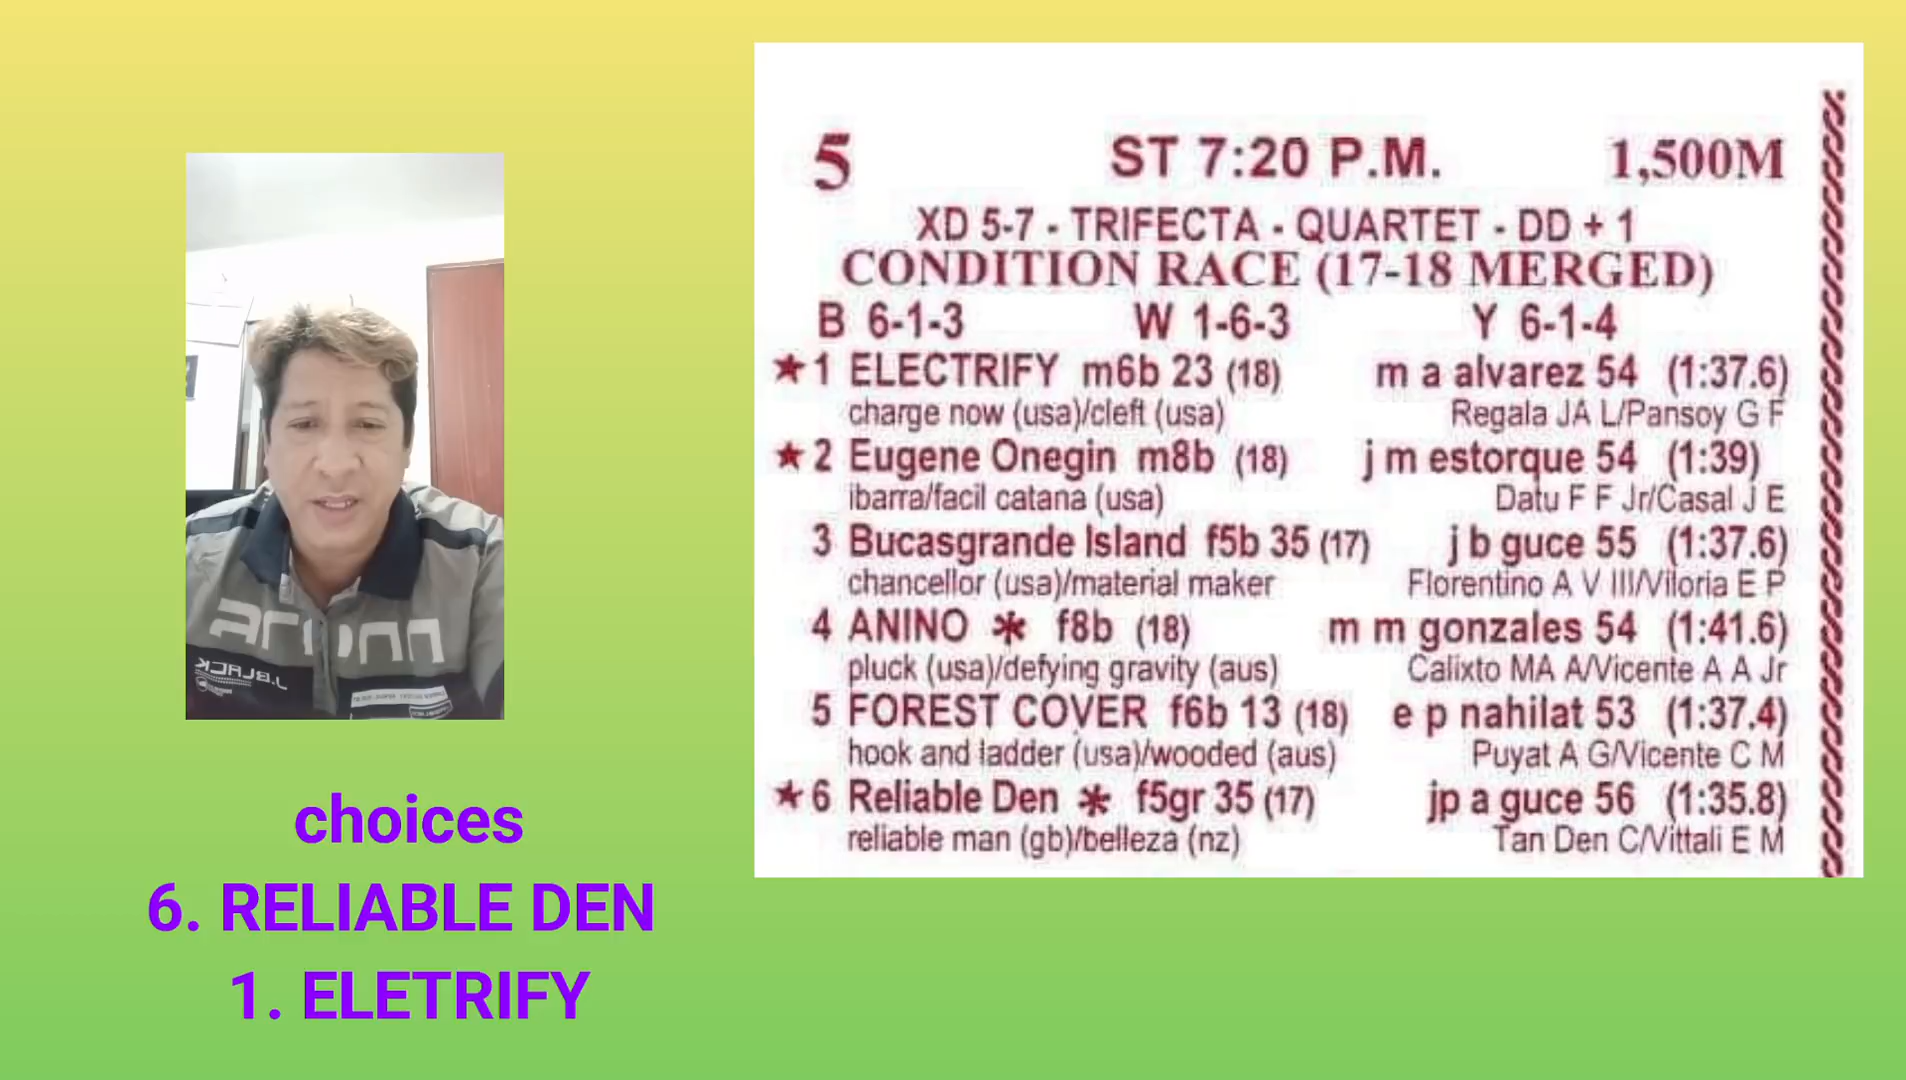 5 ST 7:20 P.M. 1,500M
XD 5-7 - TRIFECTA - QUARTET - DD + 1
CONDITION RACE (17-18 MERGED)
B 6-1-3 W 1-6-3 Y 6-1-4
★1 ELECTRIFY m6b 23 (18) m a alvarez 54 (1:37.6)
charge now (usa)/cleft (usa) Regala JA L/Pansoy G F
★2 Eugene Onegin m8b (18) j m estorque 54 (1:39)
ibarra/facil catana (usa) Datu F F Jr/Casal J E
3 Bucasgrande Island f5b 35 (17) j b guce 55 (1:37.6)
chancellor (usa)/material maker Florentino A V III/Viloria E P
4 ANINO * f8b (18) m m gonzales 54 (1:41.6)
pluck (usa)/defying gravity (aus) Calixto MA A/Vicente A A Jr
5 FOREST COVER f6b 13 (18) e p nahilat 53 (1:37.4)
hook and ladder (usa)/wooded (aus) Puyat A G/Vicente C M
★6 Reliable Den * f5gr 35 (17) jp a guce 56 (1:35.8)
reliable man (gb)/belleza (nz) Tan Den C/Vittali E M
J.BLACK
choices
6. RELIABLE DEN
1. ELETRIFY